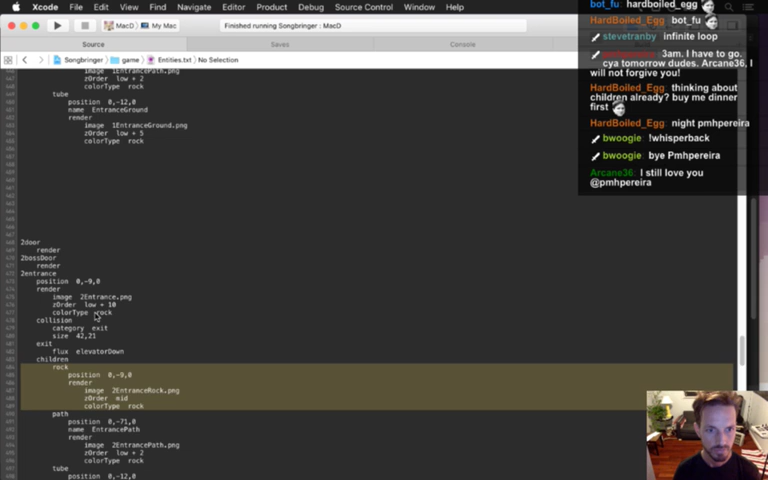 Xcode File Edit View Find Navigate Editor Product Debug Source Control Window Help
MacD My Mac
Finished running Songbringer : MacD
Source
Saves
Console
Songbringer game Entities.txt No Selection
image 1EntrancePath.png
zOrder low + 2
colorType rock
tube
position 0,-12,0
name EntranceGround
render
image 1EntranceGround.png
zOrder low + 5
colorType rock
2door
render
2bossDoor
render
2entrance
position 0,-9,0
render
image 2Entrance.png
zOrder low + 10
colorType rock
collision
category exit
size 42,21
exit
flux elevatorDown
children
rock
position 0,-9,0
render
image 2EntranceRock.png
zOrder mid
colorType rock
path
position 0,-71,0
name EntrancePath
render
image 2EntrancePath.png
zOrder low + 2
colorType rock
tube
position 0,-12,0
bot_fu: hardboiled_egg
HardBoiled_Egg: bot_fu
stevetranby infinite loop
3am. I have to go.
cya tomorrow dudes. Arcane36, I
will not forgive you!
HardBoiled_Egg: thinking about
children already? buy me dinner
first
HardBoiled_Egg: night pmhpereira
bwoogie: !whisperback
bwoogie: bye Pmhpereira
Arcane36: I still love you
@pmhpereira